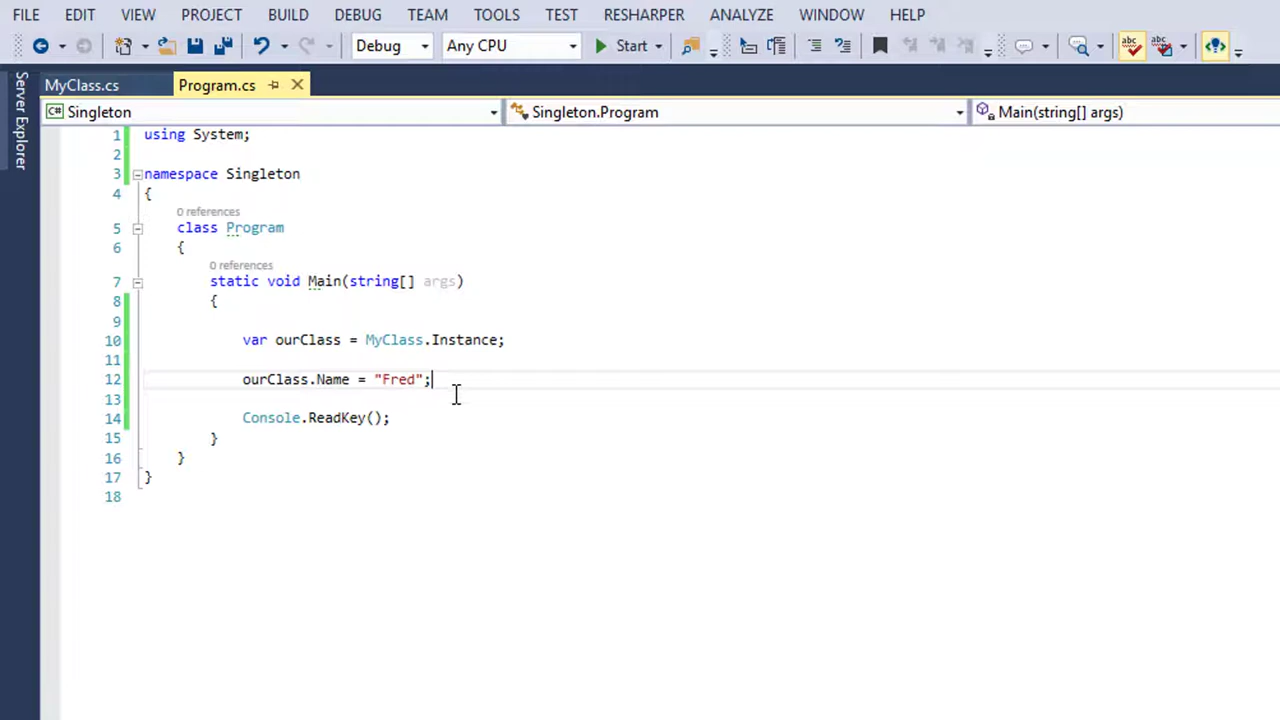 FILE EDIT VIEW PROJECT BUILD DEBUG TEAM TOOLS TEST RESHARPER ANALYZE WINDOW HELP
Debug Any CPU Start
Server Explorer
MyClass.cs Program.cs
C# Singleton Singleton.Program Main(string[] args)
1 using System;
2
3 namespace Singleton
4 {
0 references
5 class Program
6 {
0 references
7 static void Main(string[] args)
8 {
9
10 var ourClass = MyClass.Instance;
11
12 ourClass.Name = "Fred";
13
14 Console.ReadKey();
15 }
16 }
17 }
18